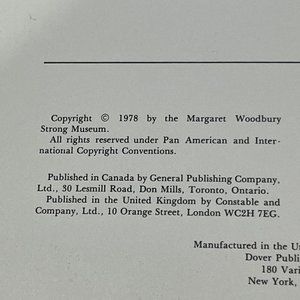 Copyright © 1978 by the Margaret Woodbury
Strong Museum.
All rights reserved under Pan American and Inter-
national Copyright Conventions.
Published in Canada by General Publishing Company,
Ltd., 30 Lesmill Road, Don Mills, Toronto, Ontario.
Published in the United Kingdom by Constable and
Company, Ltd., 10 Orange Street, London WC2H 7EG.
Manufactured in the Un
Dover Publi
180 Vari
New York,